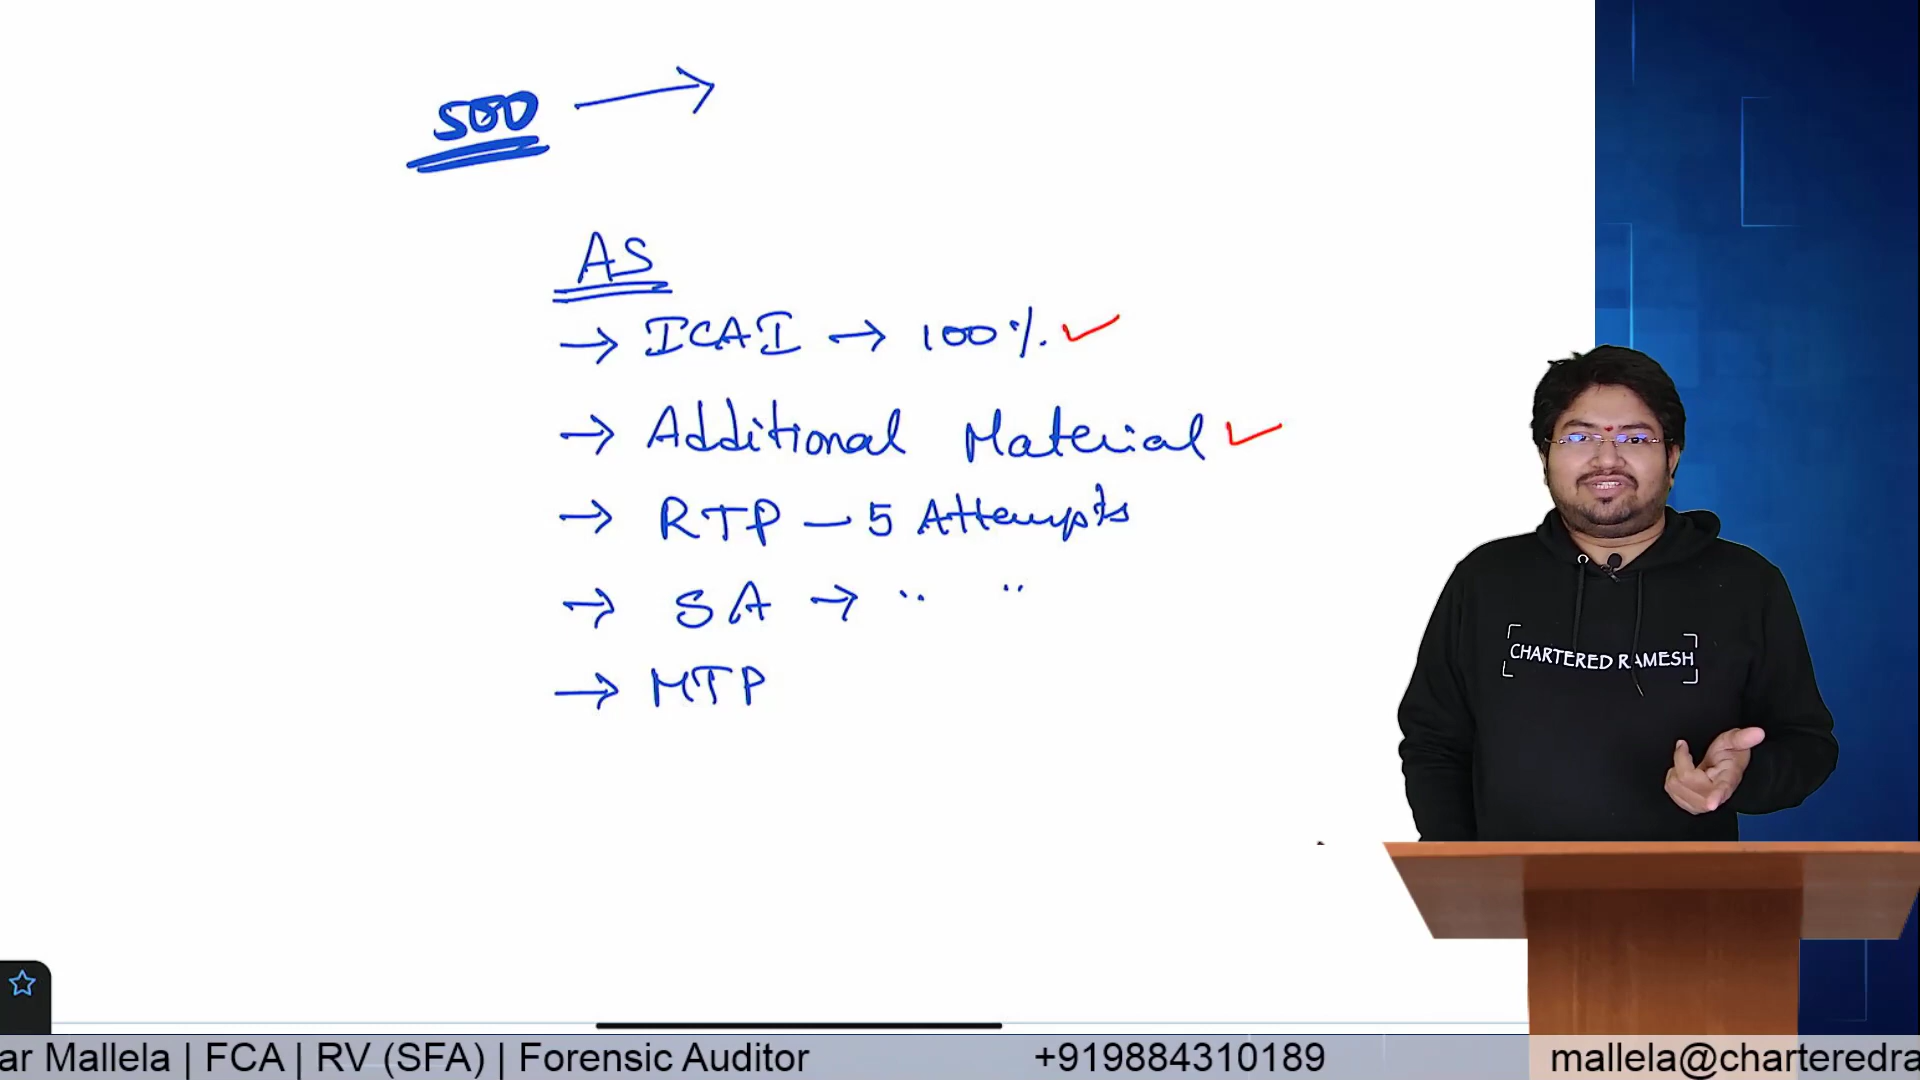 500 →
AS
→ ICAI → 100%. ✓
→ Additional Material ✓
→ RTP — 5 Attempts
→ SA → " "
→ MTP
CHARTERED RAMESH
ar Mallela | FCA | RV (SFA) | Forensic Auditor +919884310189 mallela@charteredra